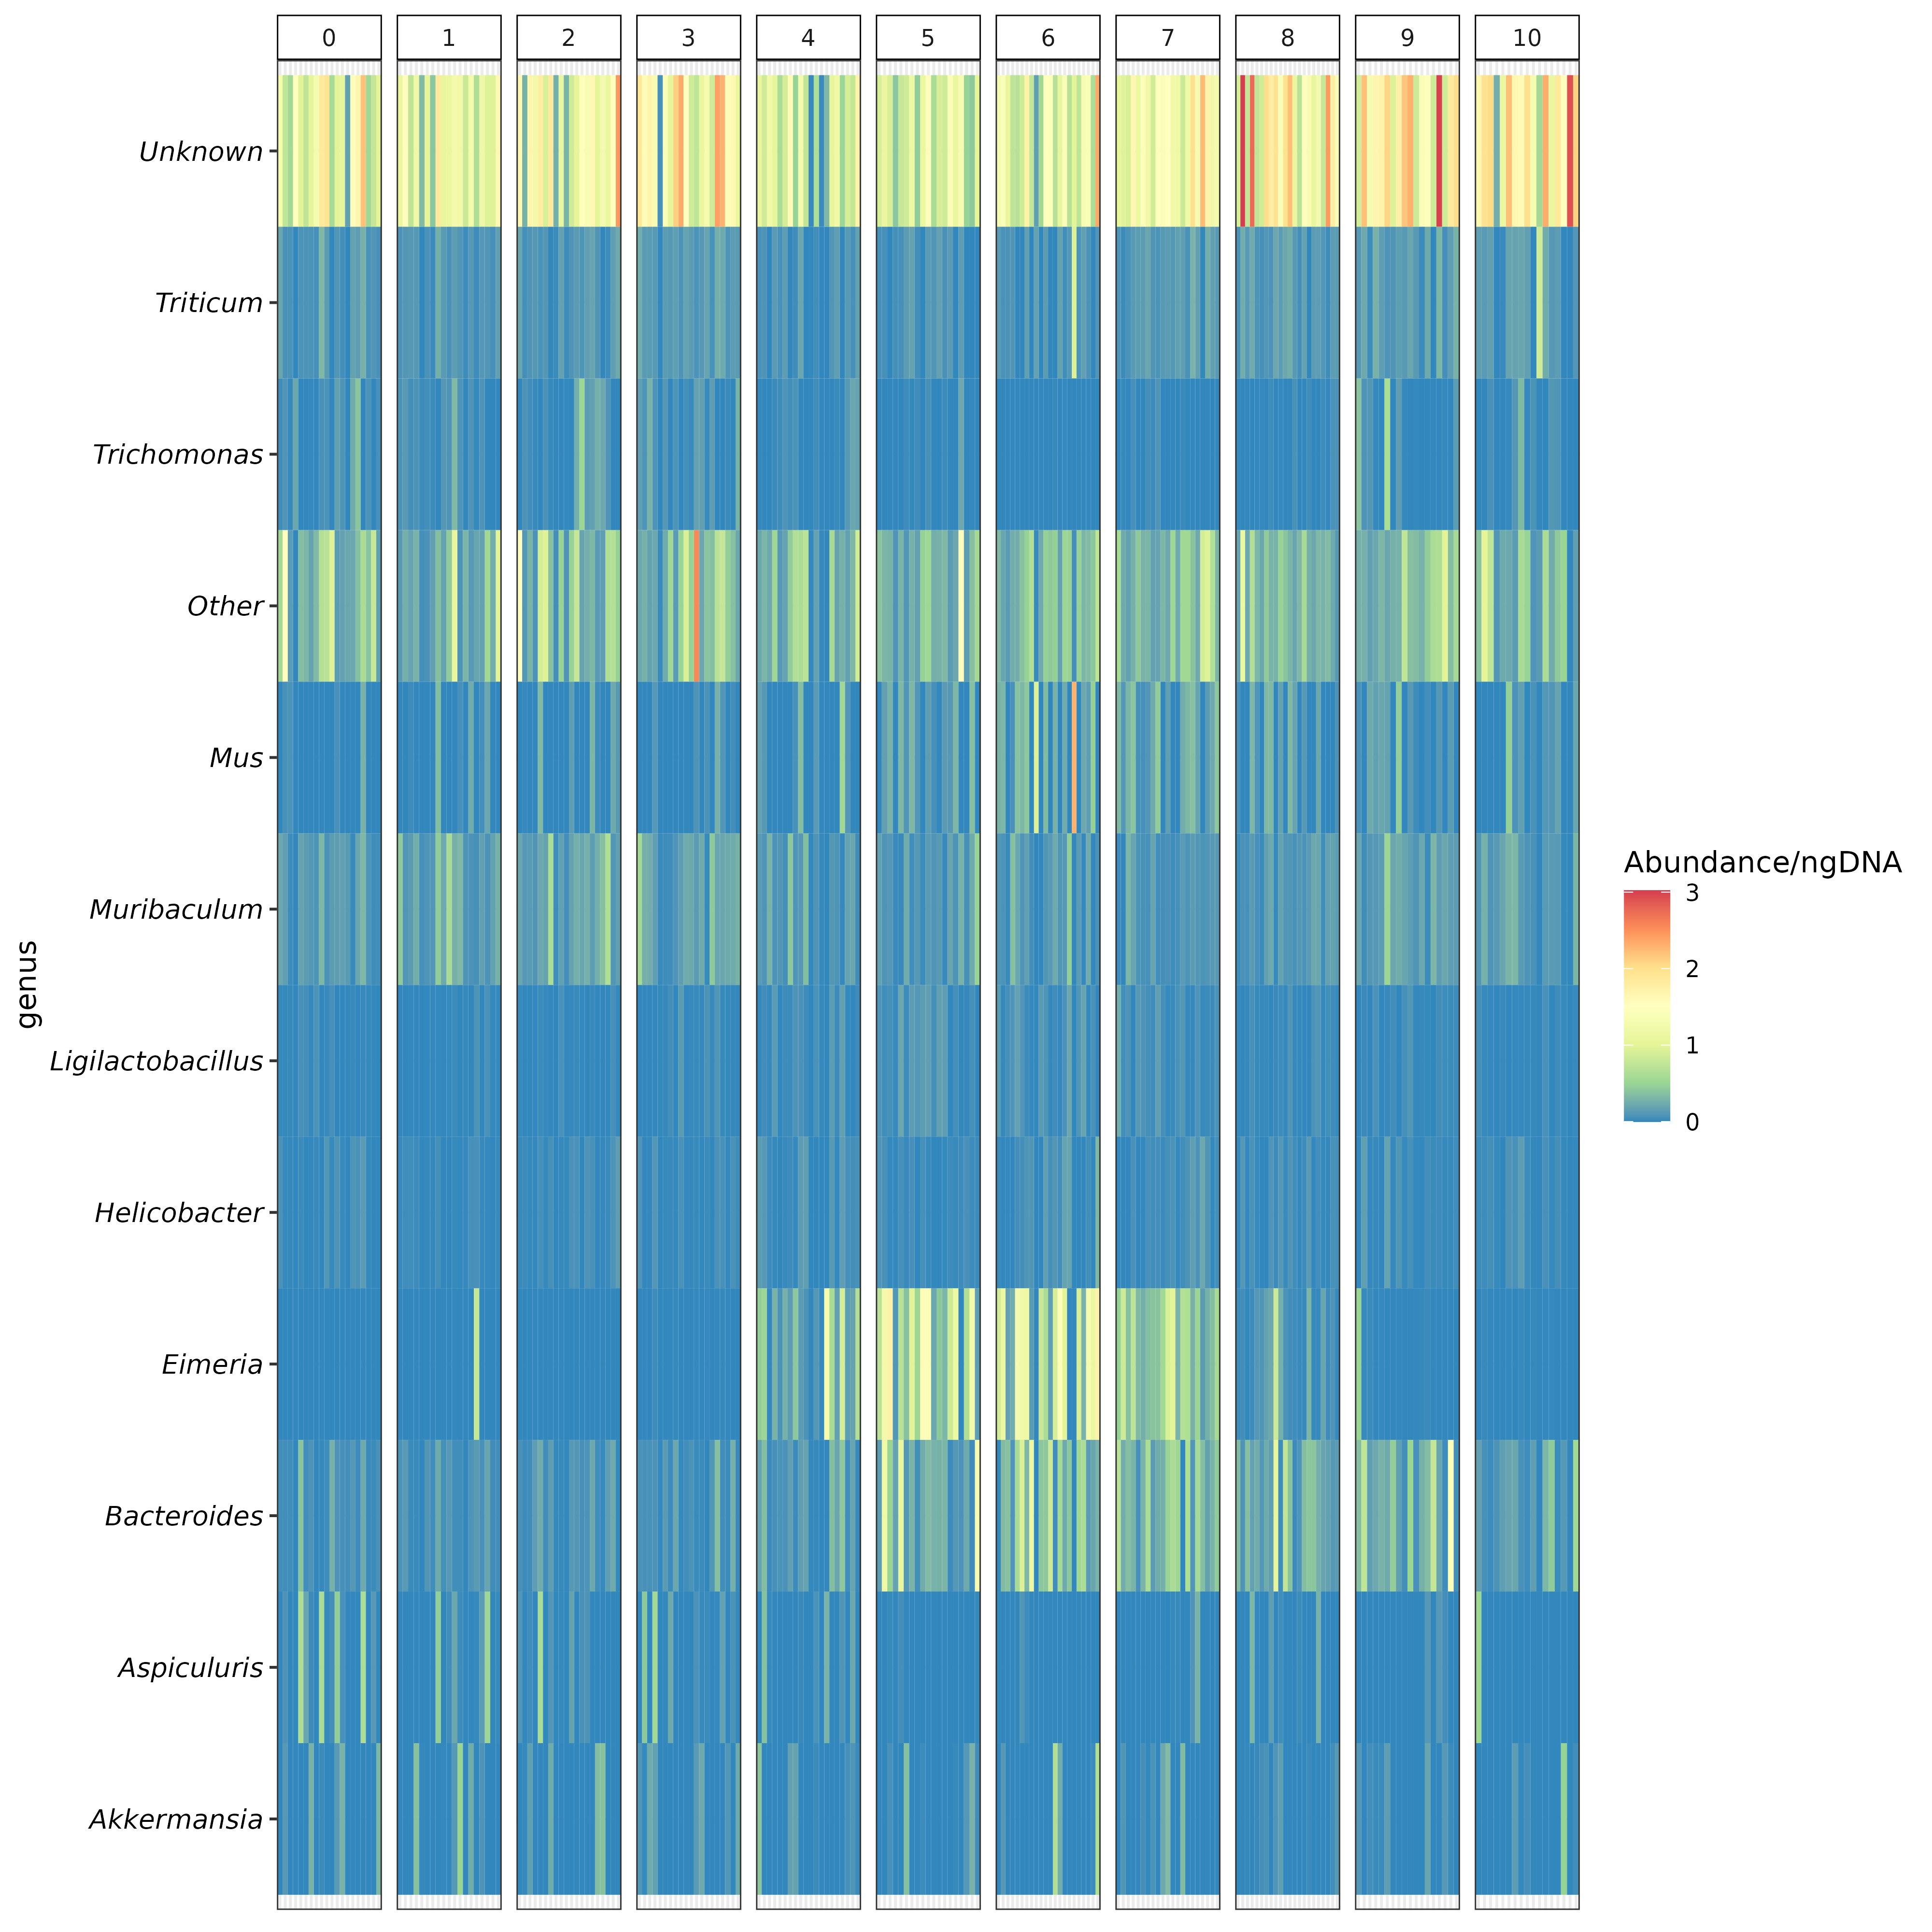 0 1 2 3 4 5 6 7 8 9 10
Unknown
Triticum
Trichomonas
Other
Mus
Muribaculum
Ligilactobacillus
Helicobacter
Eimeria
Bacteroides
Aspiculuris
Akkermansia
genus
Abundance/ngDNA
3
2
1
0